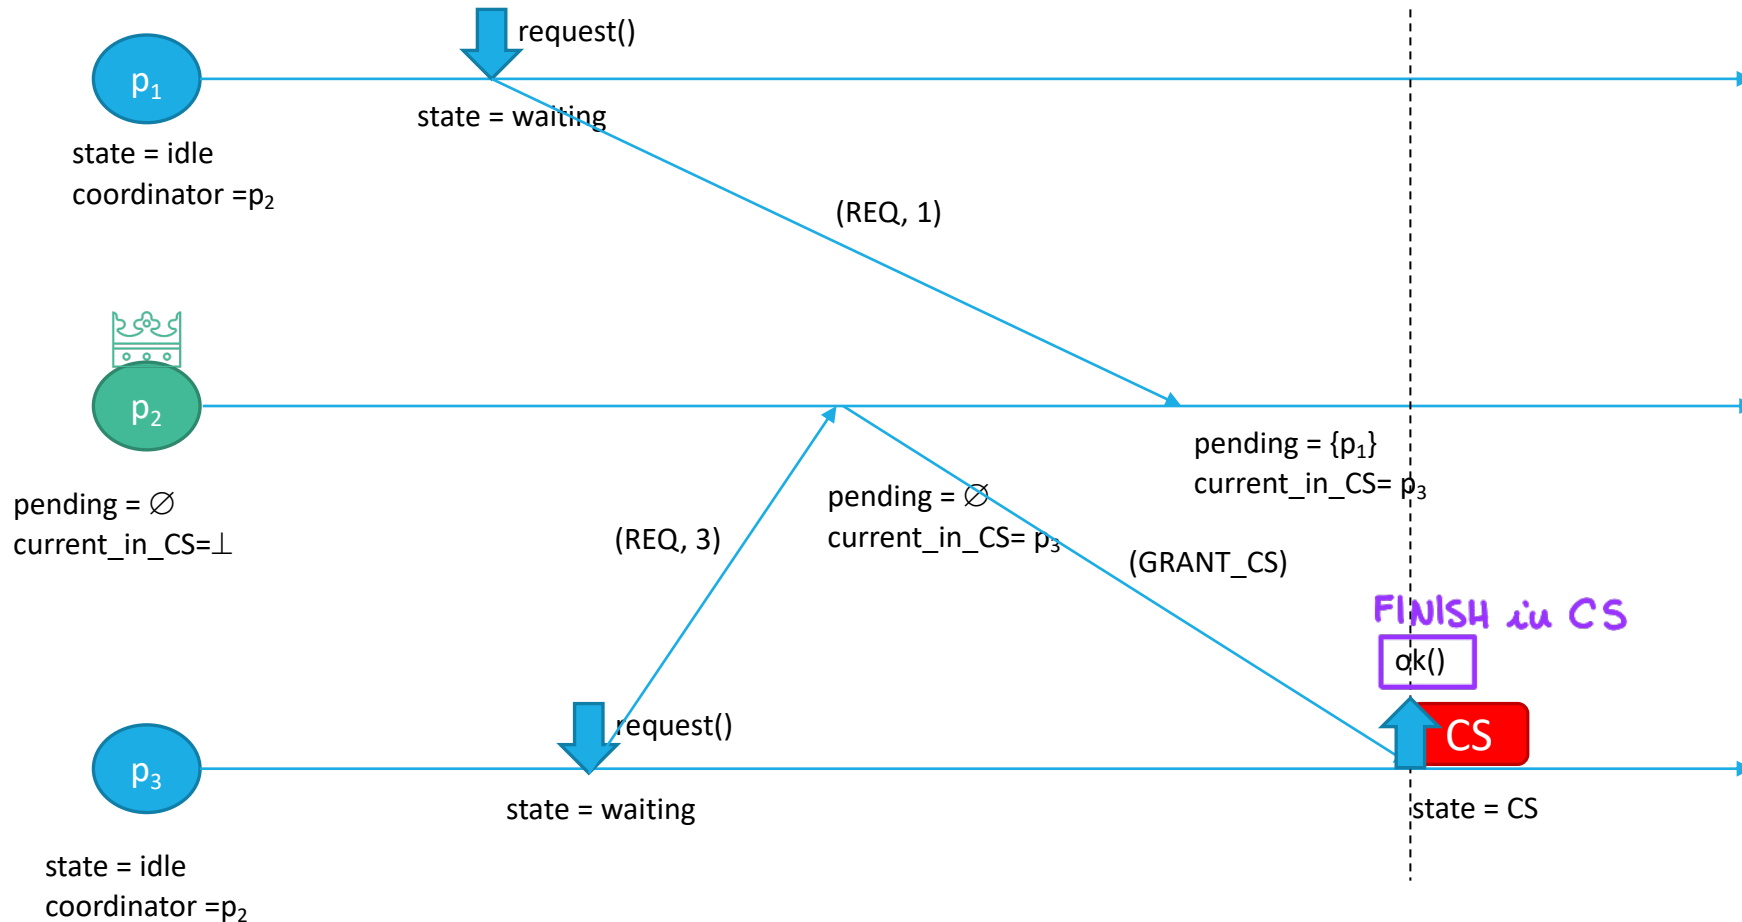 request()
p₁
state = waiting
state = idle
coordinator =p₂
(REQ, 1)
p₂
pending = {p₁}
current_in_CS= p₃
pending = ∅
current_in_CS=⊥
pending = ∅
current_in_CS= p₃
(REQ, 3)
(GRANT_CS)
FINISH in CS
ok()
request()
CS
p₃
state = waiting
state = CS
state = idle
coordinator =p₂